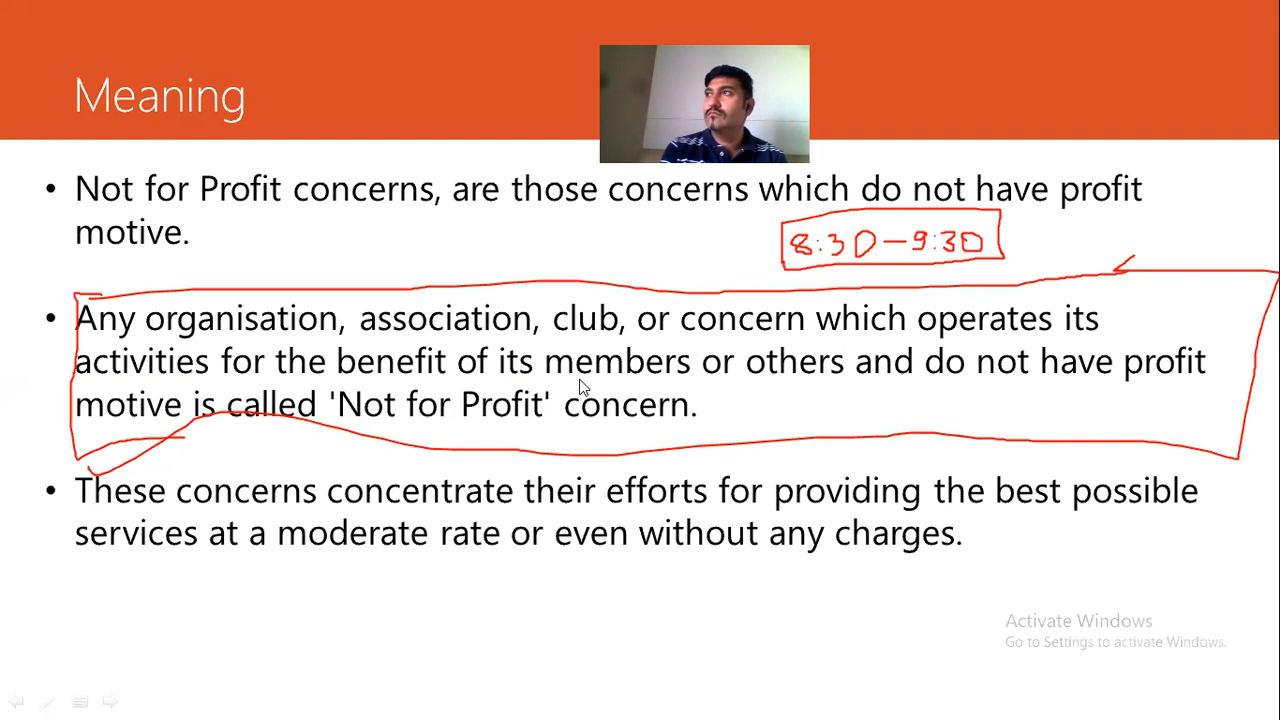 Meaning
• Not for Profit concerns, are those concerns which do not have profit
motive.
8:30-9:30
• Any organisation, association, club, or concern which operates its
activities for the benefit of its members or others and do not have profit
motive is called 'Not for Profit' concern.
• These concerns concentrate their efforts for providing the best possible
services at a moderate rate or even without any charges.
Activate Windows
Go to Settings to activate Windows.